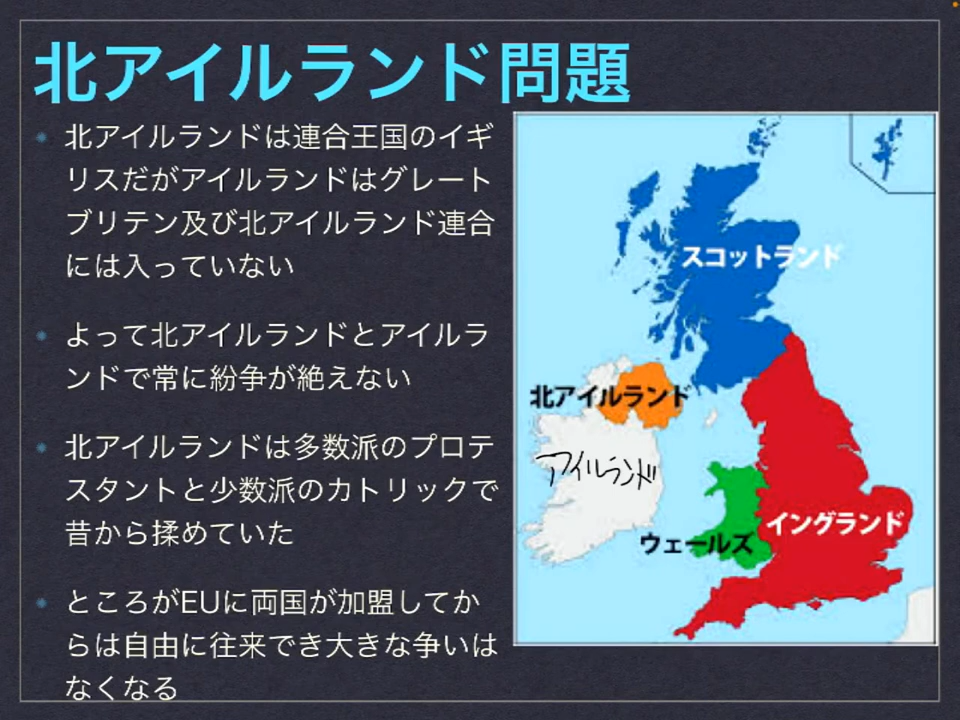 北アイルランド問題
北アイルランドは連合王国のイギ
リスだがアイルランドはグレート
ブリテン及び北アイルランド連合
には入っていない
よって北アイルランドとアイルラ
ンドで常に紛争が絶えない
北アイルランドは多数派のプロテ
スタントと少数派のカトリックで
昔から揉めていた
ところがEUに両国が加盟してか
らは自由に往来でき大きな争いは
なくなる
スコットランド
北アイルランド
アイルランド
ウェールズ
イングランド